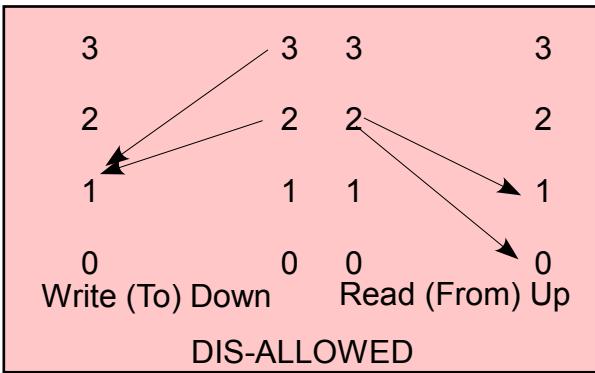 3 3 3 3
2 2 2 2
1 1 1 1
0 0 0 0
Write (To) Down Read (From) Up
DIS-ALLOWED